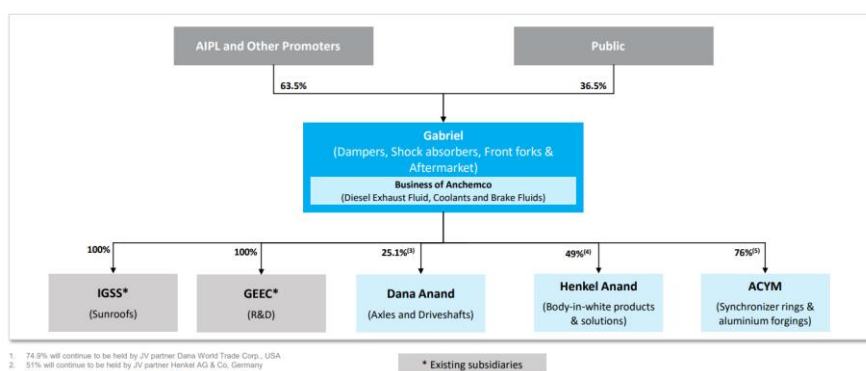 AIPL and Other Promoters
Public
63.5%
36.5%
Gabriel
(Dampers, Shock absorbers, Front forks &
Aftermarket)
Business of Anchemco
(Diesel Exhaust Fluid, Coolants and Brake Fluids)
100%
100%
25.1%(3)
49%(4)
76%(5)
IGSS*
(Sunroofs)
GEEC*
(R&D)
Dana Anand
(Axles and Driveshafts)
Henkel Anand
(Body-in-white products
& solutions)
ACYM
(Synchronizer rings &
aluminium forgings)
1. 74.9% will continue to be held by JV partner Dana World Trade Corp., USA
2. 51% will continue to be held by JV partner Henkel AG & Co, Germany
* Existing subsidiaries